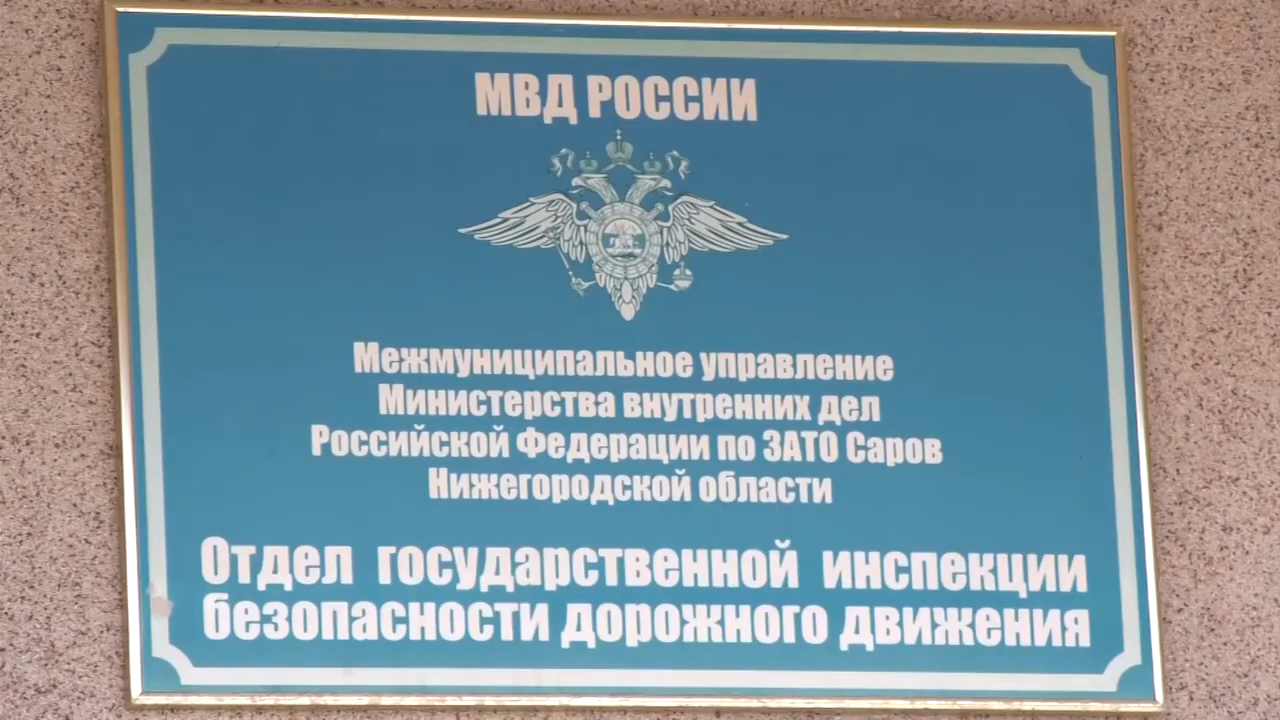 МВД РОССИИ
Межмуниципальное управление
Министерства внутренних дел
Российской Федерации по ЗАТО Саров
Нижегородской области
Отдел государственной инспекции
безопасности дорожного движения